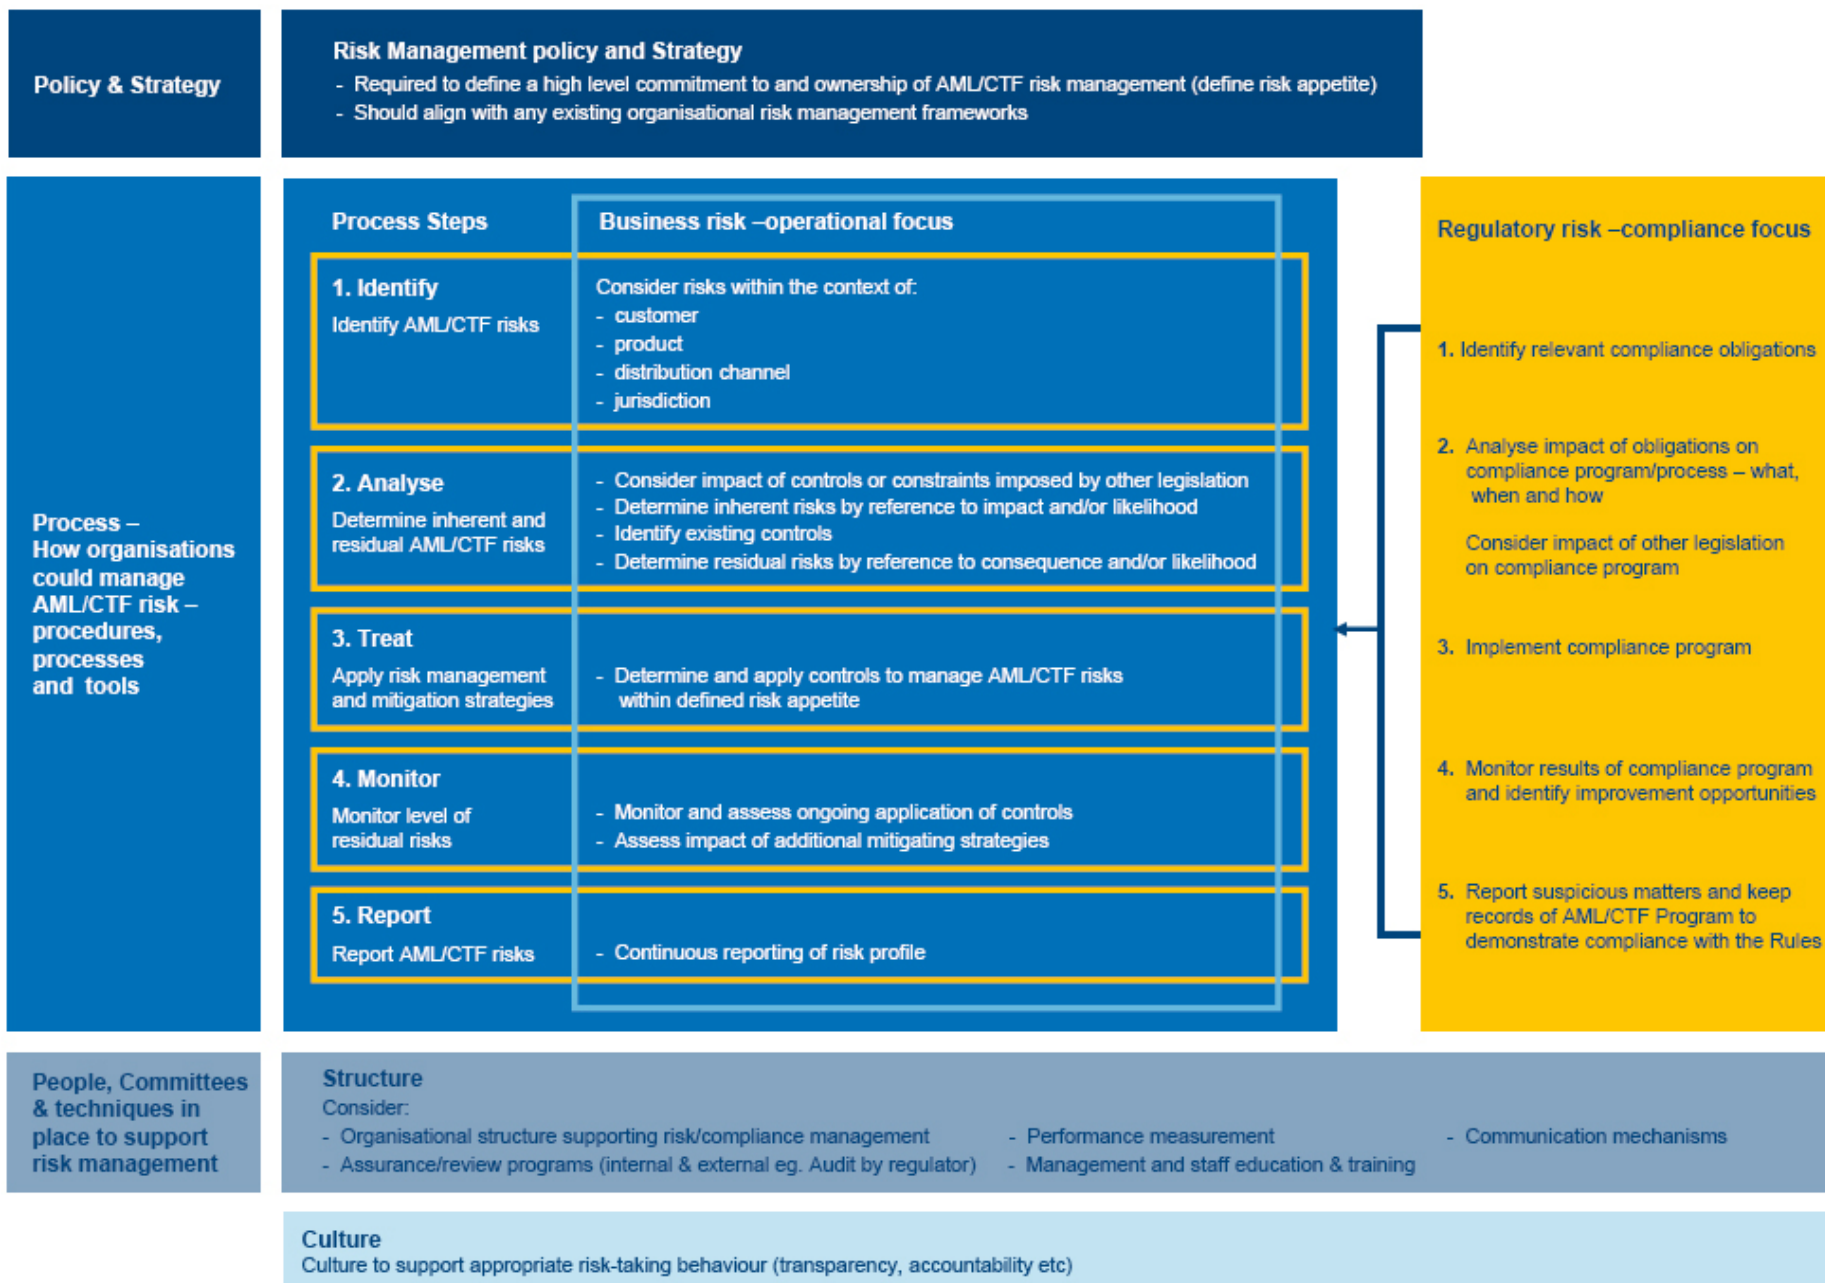 Policy & Strategy
Risk Management policy and Strategy
- Required to define a high level commitment to and ownership of AML/CTF risk management (define risk appetite)
- Should align with any existing organisational risk management frameworks
Process –
How organisations
could manage
AML/CTF risk –
procedures,
processes
and tools
Process Steps
Business risk –operational focus
1. Identify
Identify AML/CTF risks
Consider risks within the context of:
- customer
- product
- distribution channel
- jurisdiction
2. Analyse
Determine inherent and
residual AML/CTF risks
- Consider impact of controls or constraints imposed by other legislation
- Determine inherent risks by reference to impact and/or likelihood
- Identify existing controls
- Determine residual risks by reference to consequence and/or likelihood
3. Treat
Apply risk management
and mitigation strategies
- Determine and apply controls to manage AML/CTF risks
within defined risk appetite
4. Monitor
Monitor level of
residual risks
- Monitor and assess ongoing application of controls
- Assess impact of additional mitigating strategies
5. Report
Report AML/CTF risks
- Continuous reporting of risk profile
Regulatory risk –compliance focus
1. Identify relevant compliance obligations
2. Analyse impact of obligations on
compliance program/process – what,
when and how
Consider impact of other legislation
on compliance program
3. Implement compliance program
4. Monitor results of compliance program
and identify improvement opportunities
5. Report suspicious matters and keep
records of AML/CTF Program to
demonstrate compliance with the Rules
People, Committees
& techniques in
place to support
risk management
Structure
Consider:
- Organisational structure supporting risk/compliance management
- Assurance/review programs (internal & external eg. Audit by regulator)
- Performance measurement
- Management and staff education & training
- Communication mechanisms
Culture
Culture to support appropriate risk-taking behaviour (transparency, accountability etc)